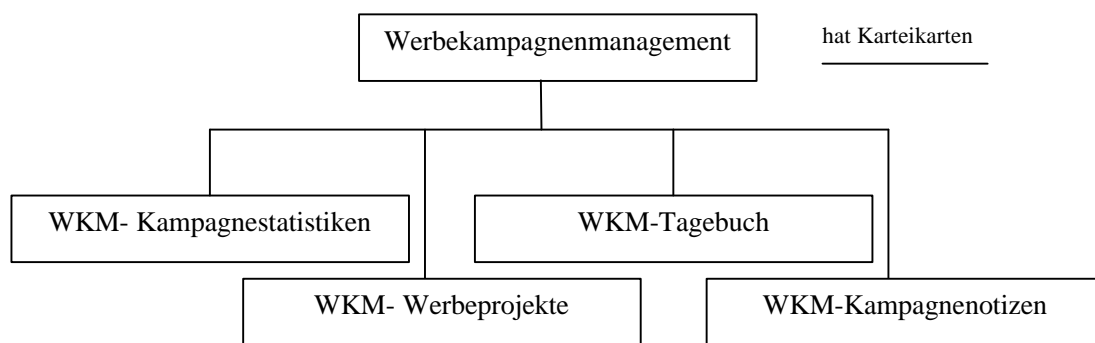 Werbekampagnenmanagement
hat Karteikarten
WKM- Kampagnestatistiken
WKM-Tagebuch
WKM- Werbeprojekte
WKM-Kampagnenotizen